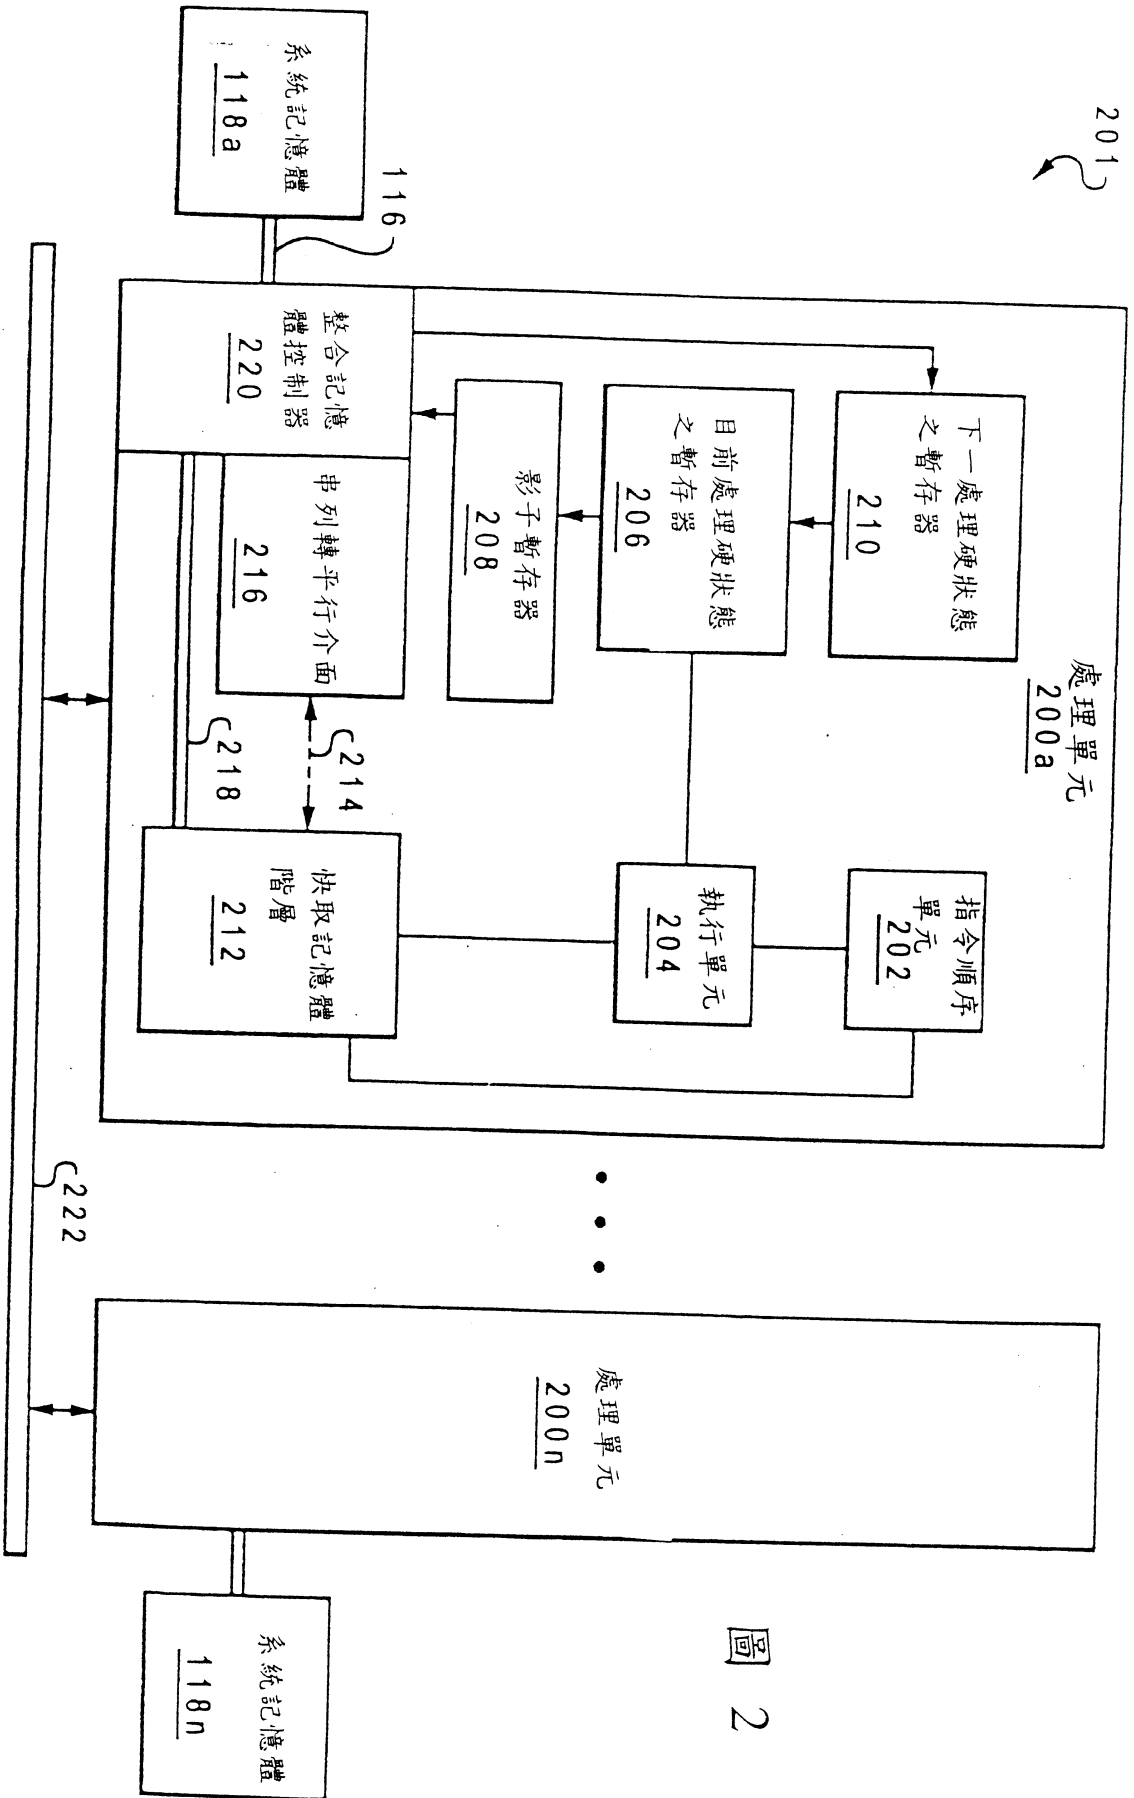 201
處理單元
200a
下一處理硬狀態
之暫存器
210
指令順序
單元
202
目前處理硬狀態
之暫存器
206
執行單元
204
影子暫存器
208
116
系統記憶體
118a
整合記憶
體控制器
220
串列轉平行介面
216
214
218
快取記憶體
階層
212
222
處理單元
200n
系統記憶體
118n
圖 2